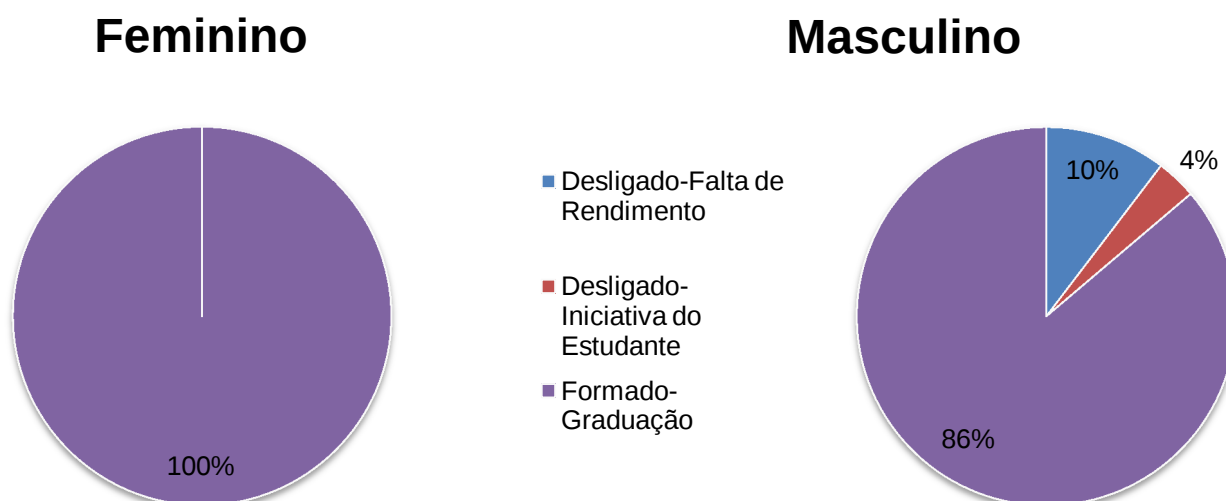 Feminino
Masculino
100%
Desligado-Falta de
Rendimento
Desligado-
Iniciativa do
Estudante
Formado-
Graduação
10%
4%
86%